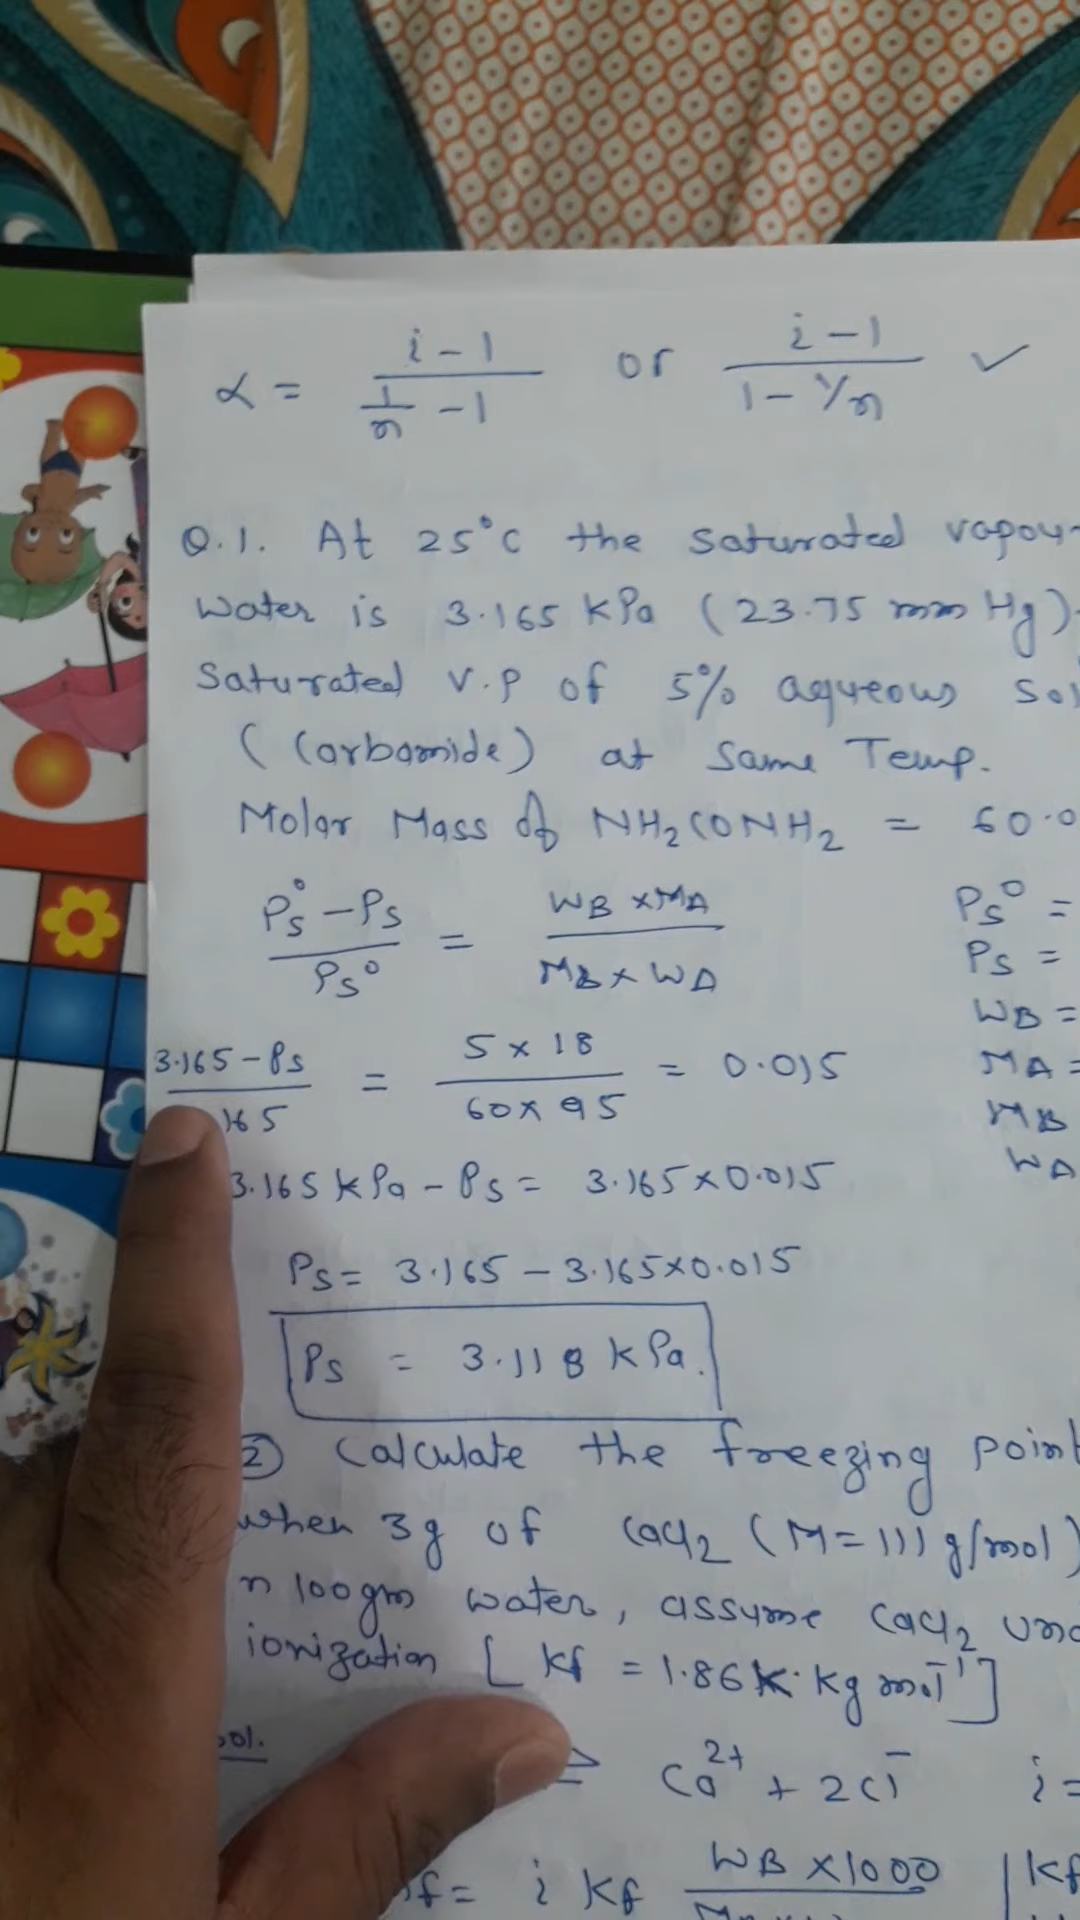 α = i - 1 / 1/n - 1 or i - 1 / 1 - 1/n ✓
Q.1. At 25°C the saturated vapou
water is 3.165 kPa (23.75 mm Hg).
Saturated V.P of 5% aqueous Sol
(Carbamide) at Same Temp.
Molar Mass of NH2CONH2 = 60.0
Ps° - Ps / Ps° = WB × MA / MB × WA
Ps° =
Ps =
WB =
MA =
MB
WA
3.165 - Ps / 165 = 5 × 18 / 60 × 95 = 0.015
3.165 kPa - Ps = 3.165 × 0.015
Ps = 3.165 - 3.165 × 0.015
Ps = 3.118 kPa.
② Calculate the freezing point
when 3g of CaCl2 (M = 111 g/mol)
n 100gm water, assume CaCl2 und
ionization [Kf = 1.86 K·Kg mol⁻¹]
sol.
⇌ Ca2+ + 2Cl⁻ i =
f = i Kf WB × 1000 | Kf